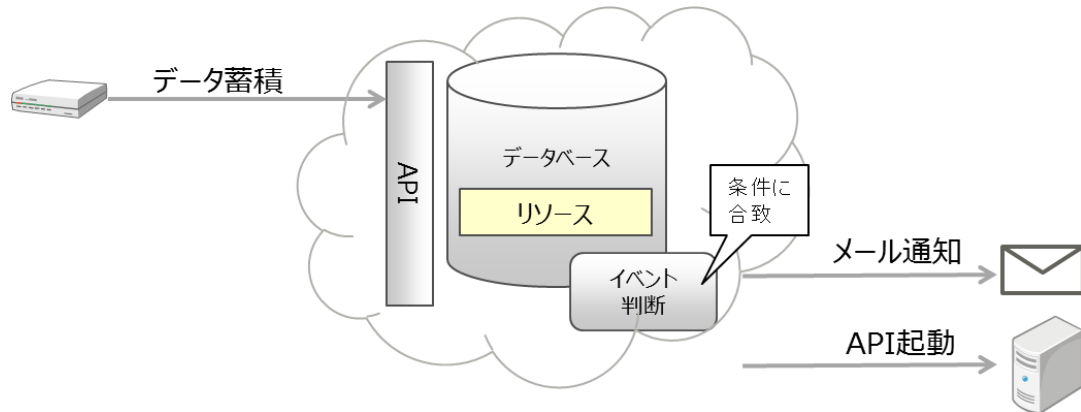 データ蓄積
API
データベース
リソース
条件に
合致
イベント
判断
メール通知
API起動